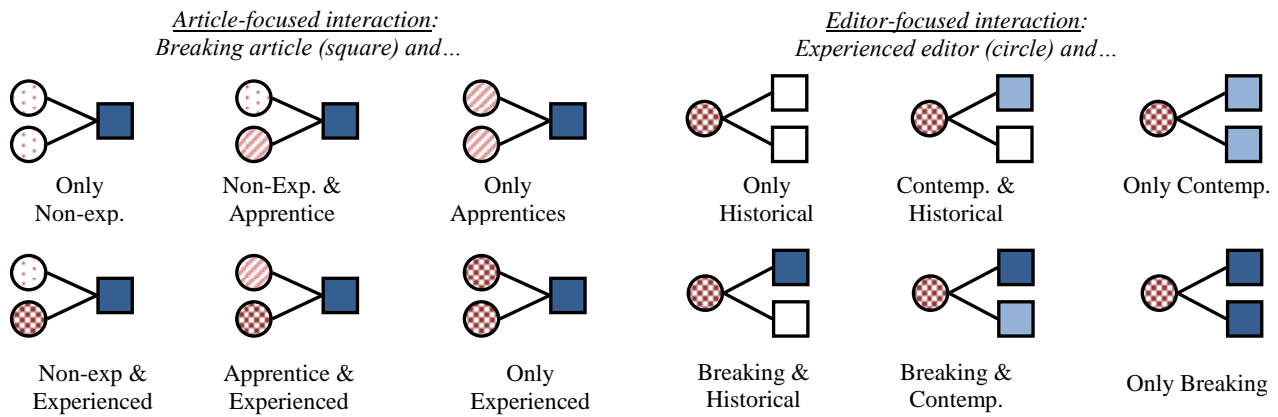 Article-focused interaction:
Breaking article (square) and…
Editor-focused interaction:
Experienced editor (circle) and…
Only
Non-exp.
Non-Exp. &
Apprentice
Only
Apprentices
Only
Historical
Contemp. &
Historical
Only Contemp.
Non-exp &
Experienced
Apprentice &
Experienced
Only
Experienced
Breaking &
Historical
Breaking &
Contemp.
Only Breaking